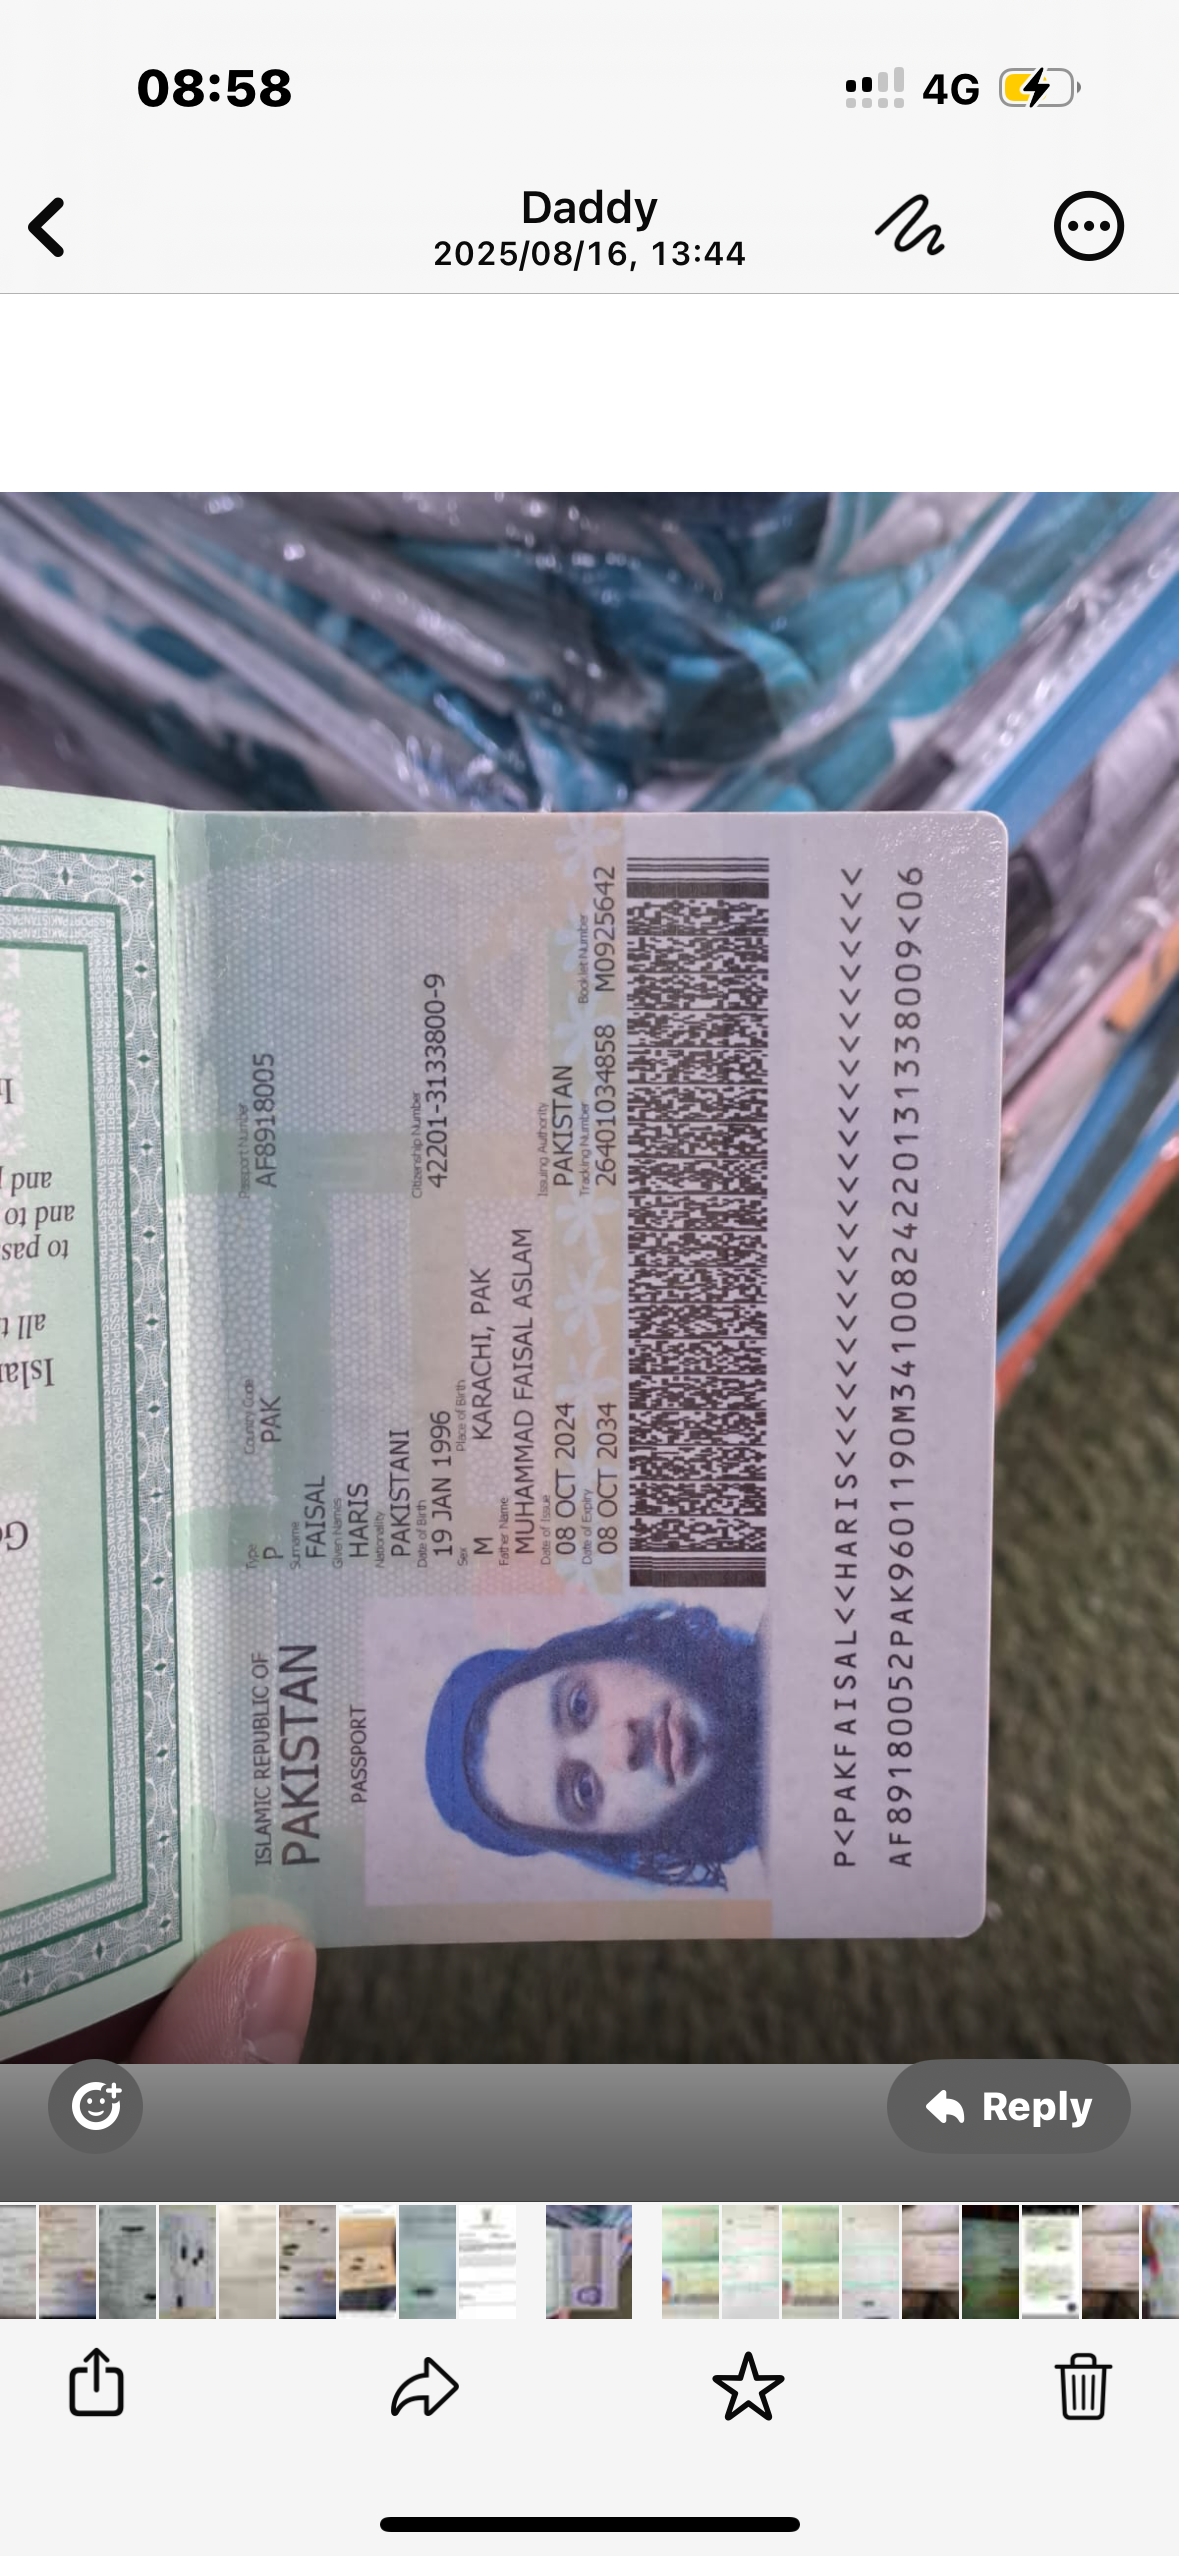 08:58
4G
Daddy
2025/08/16, 13:44
ISLAMIC REPUBLIC OF
PAKISTAN
PASSPORT
Type
P
Country Code
PAK
Passport Number
AF8918005
Surname
FAISAL
Given Names
HARIS
Nationality
PAKISTANI
Date of Birth
19 JAN 1996
Citizenship Number
42201-3133800-9
Sex
M
Place of Birth
KARACHI, PAK
Father Name
MUHAMMAD FAISAL ASLAM
Date of Issue
08 OCT 2024
Issuing Authority
PAKISTAN
Date of Expiry
08 OCT 2034
Tracking Number
26401034858
Booklet Number
M0925642
P<PAKFAISAL<<HARIS<<<<<<<<<<<<<<<<<<<<<<<<<<
AF89180052PAK9601190M34100824220131338009<06
all
to pass
and to
and
Reply